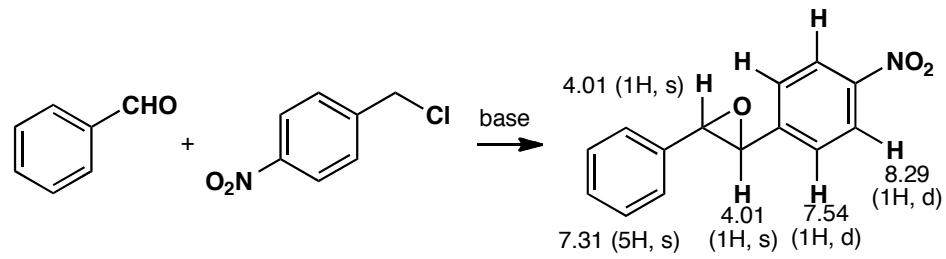 CHO
+
Cl
O₂N
base
4.01 (1H, s)
H
O
H
H
NO₂
H
8.29
(1H, d)
H
7.54
(1H, d)
H
4.01
(1H, s)
7.31 (5H, s)